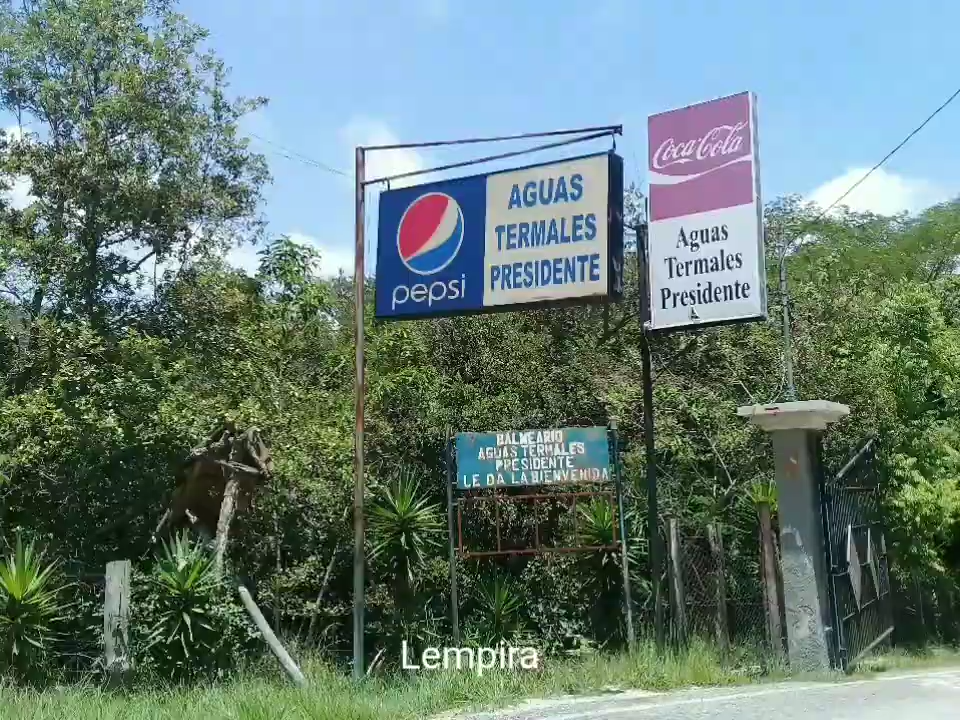 pepsi
AGUAS
TERMALES
PRESIDENTE
Coca-Cola
Aguas
Termales
Presidente
BALNEARIO
AGUAS TERMALES
PRESIDENTE
LE DA LA BIENVENIDA
Lempira